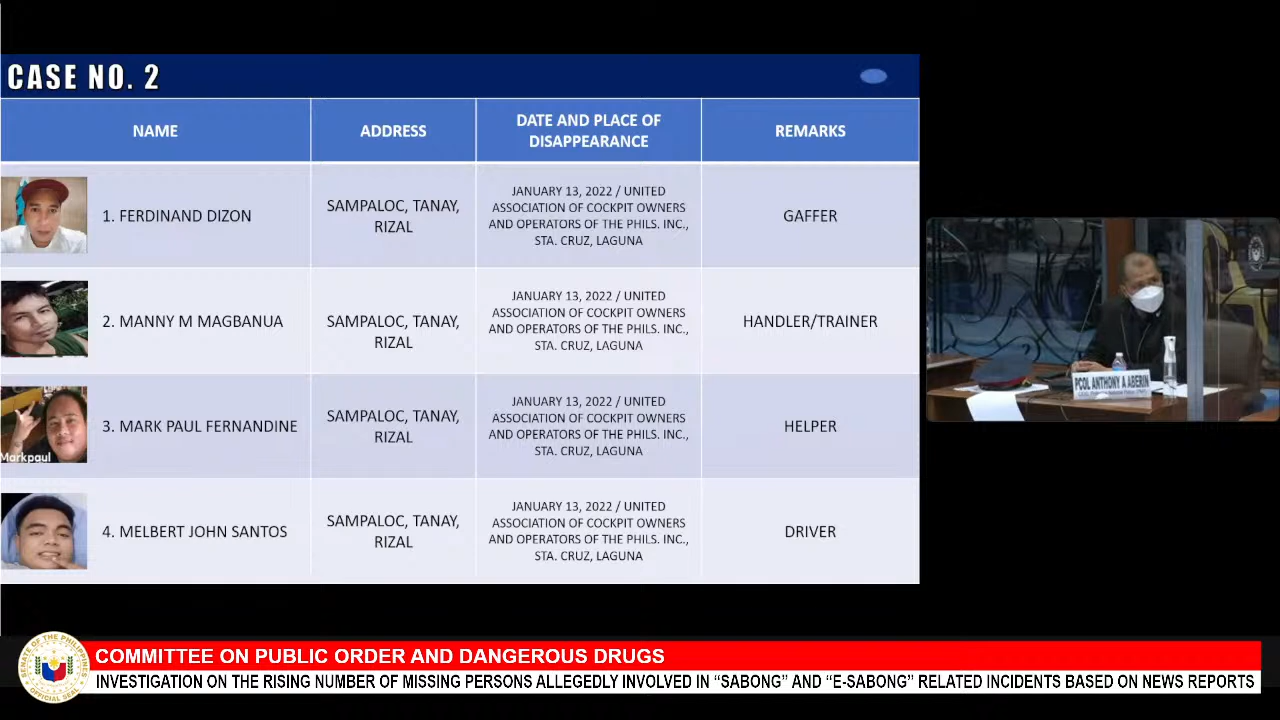 CASE NO. 2
NAME
ADDRESS
DATE AND PLACE OF
DISAPPEARANCE
REMARKS
1. FERDINAND DIZON
SAMPALOC, TANAY,
RIZAL
JANUARY 13, 2022 / UNITED
ASSOCIATION OF COCKPIT OWNERS
AND OPERATORS OF THE PHILS. INC.,
STA. CRUZ, LAGUNA
GAFFER
2. MANNY M MAGBANUA
SAMPALOC, TANAY,
RIZAL
JANUARY 13, 2022 / UNITED
ASSOCIATION OF COCKPIT OWNERS
AND OPERATORS OF THE PHILS. INC.,
STA. CRUZ, LAGUNA
HANDLER/TRAINER
Markpaul
3. MARK PAUL FERNANDINE
SAMPALOC, TANAY,
RIZAL
JANUARY 13, 2022 / UNITED
ASSOCIATION OF COCKPIT OWNERS
AND OPERATORS OF THE PHILS. INC.,
STA. CRUZ, LAGUNA
HELPER
4. MELBERT JOHN SANTOS
SAMPALOC, TANAY,
RIZAL
JANUARY 13, 2022 / UNITED
ASSOCIATION OF COCKPIT OWNERS
AND OPERATORS OF THE PHILS. INC.,
STA. CRUZ, LAGUNA
DRIVER
PCOL ANTHONY A ABERIN
SENATE OF THE PHILIPPINES
OFFICIAL SEAL
COMMITTEE ON PUBLIC ORDER AND DANGEROUS DRUGS
INVESTIGATION ON THE RISING NUMBER OF MISSING PERSONS ALLEGEDLY INVOLVED IN “SABONG” AND “E-SABONG” RELATED INCIDENTS BASED ON NEWS REPORTS